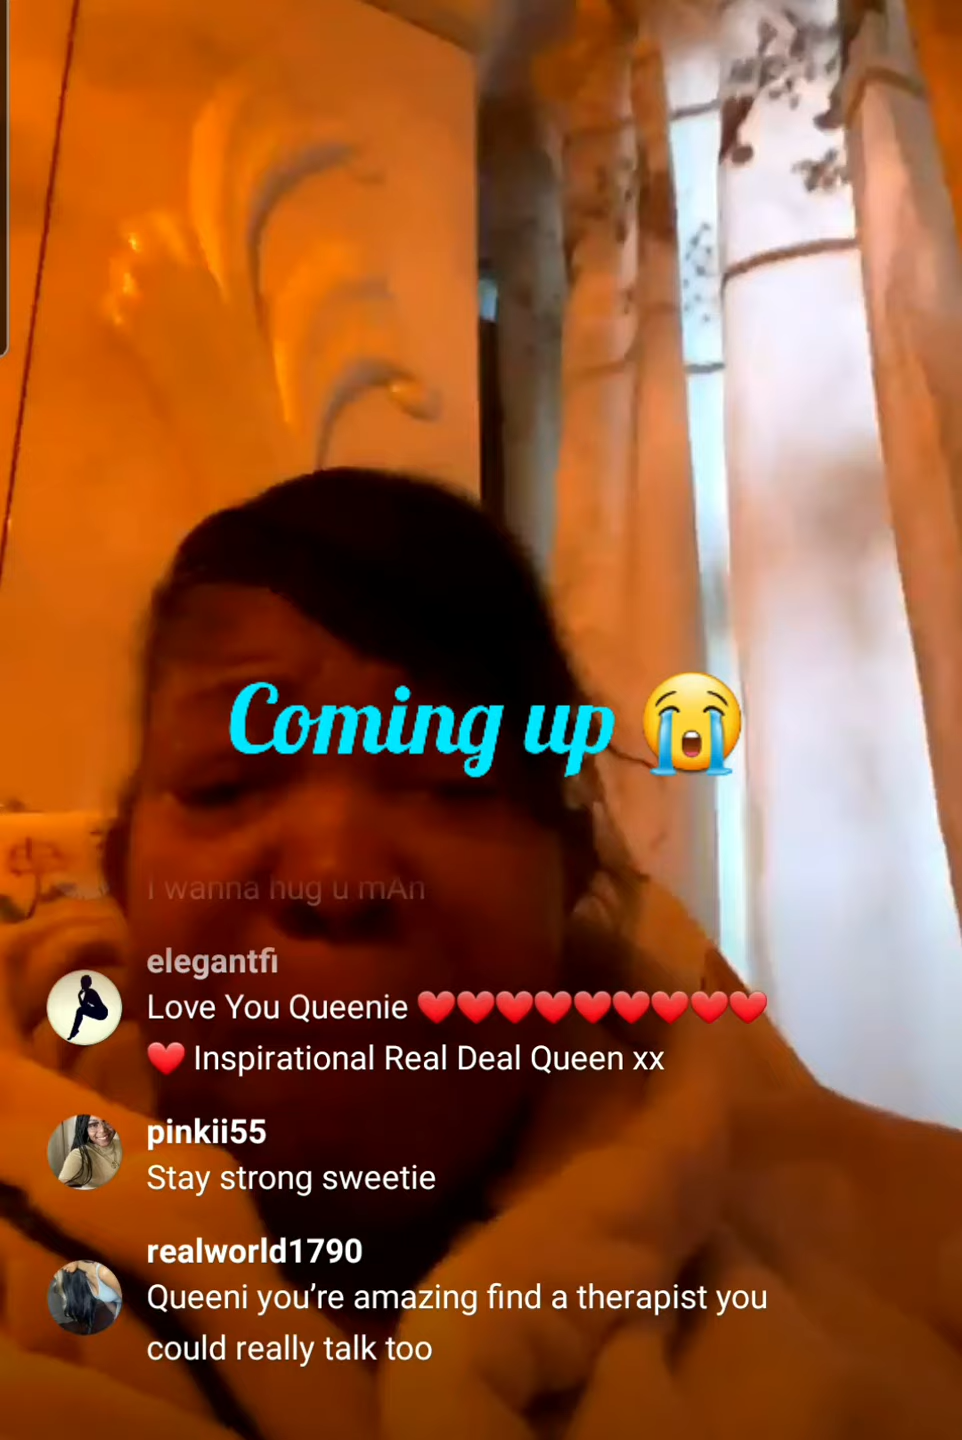 Coming up 😭
I wanna hug u mAn
elegantfi
Love You Queenie ❤️❤️❤️❤️❤️❤️❤️❤️❤️
❤️ Inspirational Real Deal Queen xx
pinkii55
Stay strong sweetie
realworld1790
Queeni you’re amazing find a therapist you
could really talk too